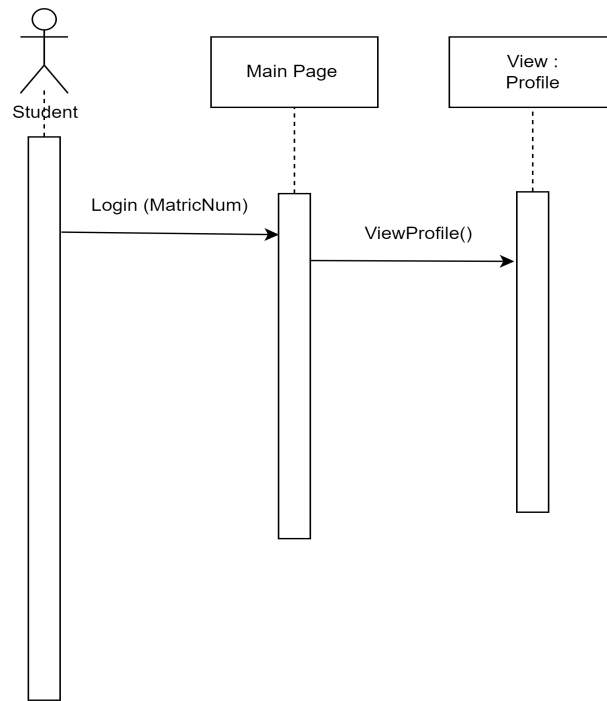 Main Page
View :
Profile
Student
Login (MatricNum)
ViewProfile()